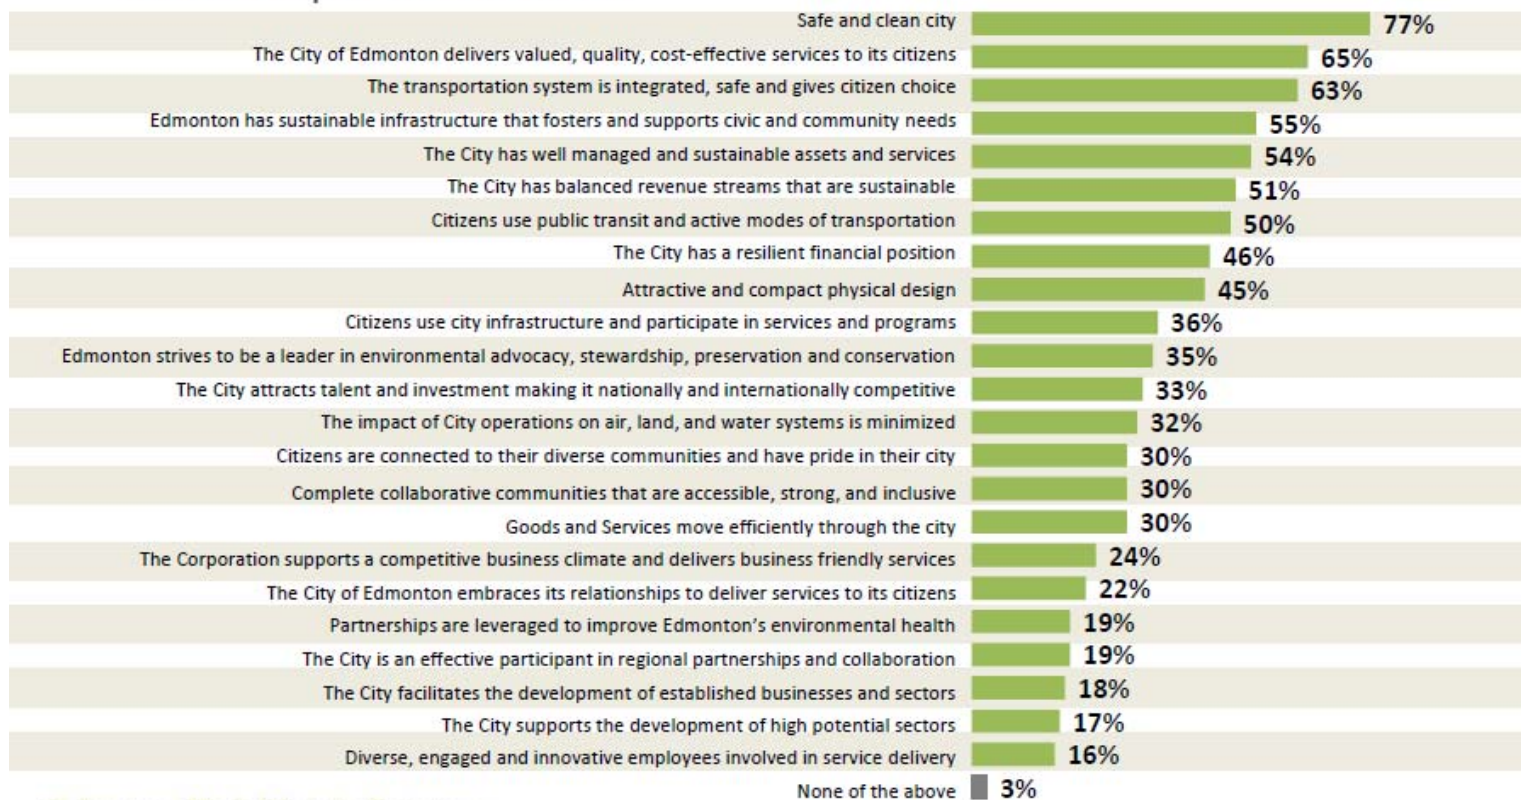 Safe and clean city 77%
The City of Edmonton delivers valued, quality, cost-effective services to its citizens 65%
The transportation system is integrated, safe and gives citizen choice 63%
Edmonton has sustainable infrastructure that fosters and supports civic and community needs 55%
The City has well managed and sustainable assets and services 54%
The City has balanced revenue streams that are sustainable 51%
Citizens use public transit and active modes of transportation 50%
The City has a resilient financial position 46%
Attractive and compact physical design 45%
Citizens use city infrastructure and participate in services and programs 36%
Edmonton strives to be a leader in environmental advocacy, stewardship, preservation and conservation 35%
The City attracts talent and investment making it nationally and internationally competitive 33%
The impact of City operations on air, land, and water systems is minimized 32%
Citizens are connected to their diverse communities and have pride in their city 30%
Complete collaborative communities that are accessible, strong, and inclusive 30%
Goods and Services move efficiently through the city 30%
The Corporation supports a competitive business climate and delivers business friendly services 24%
The City of Edmonton embraces its relationships to deliver services to its citizens 22%
Partnerships are leveraged to improve Edmonton's environmental health 19%
The City is an effective participant in regional partnerships and collaboration 19%
The City facilitates the development of established businesses and sectors 18%
The City supports the development of high potential sectors 17%
Diverse, engaged and innovative employees involved in service delivery 16%
None of the above 3%